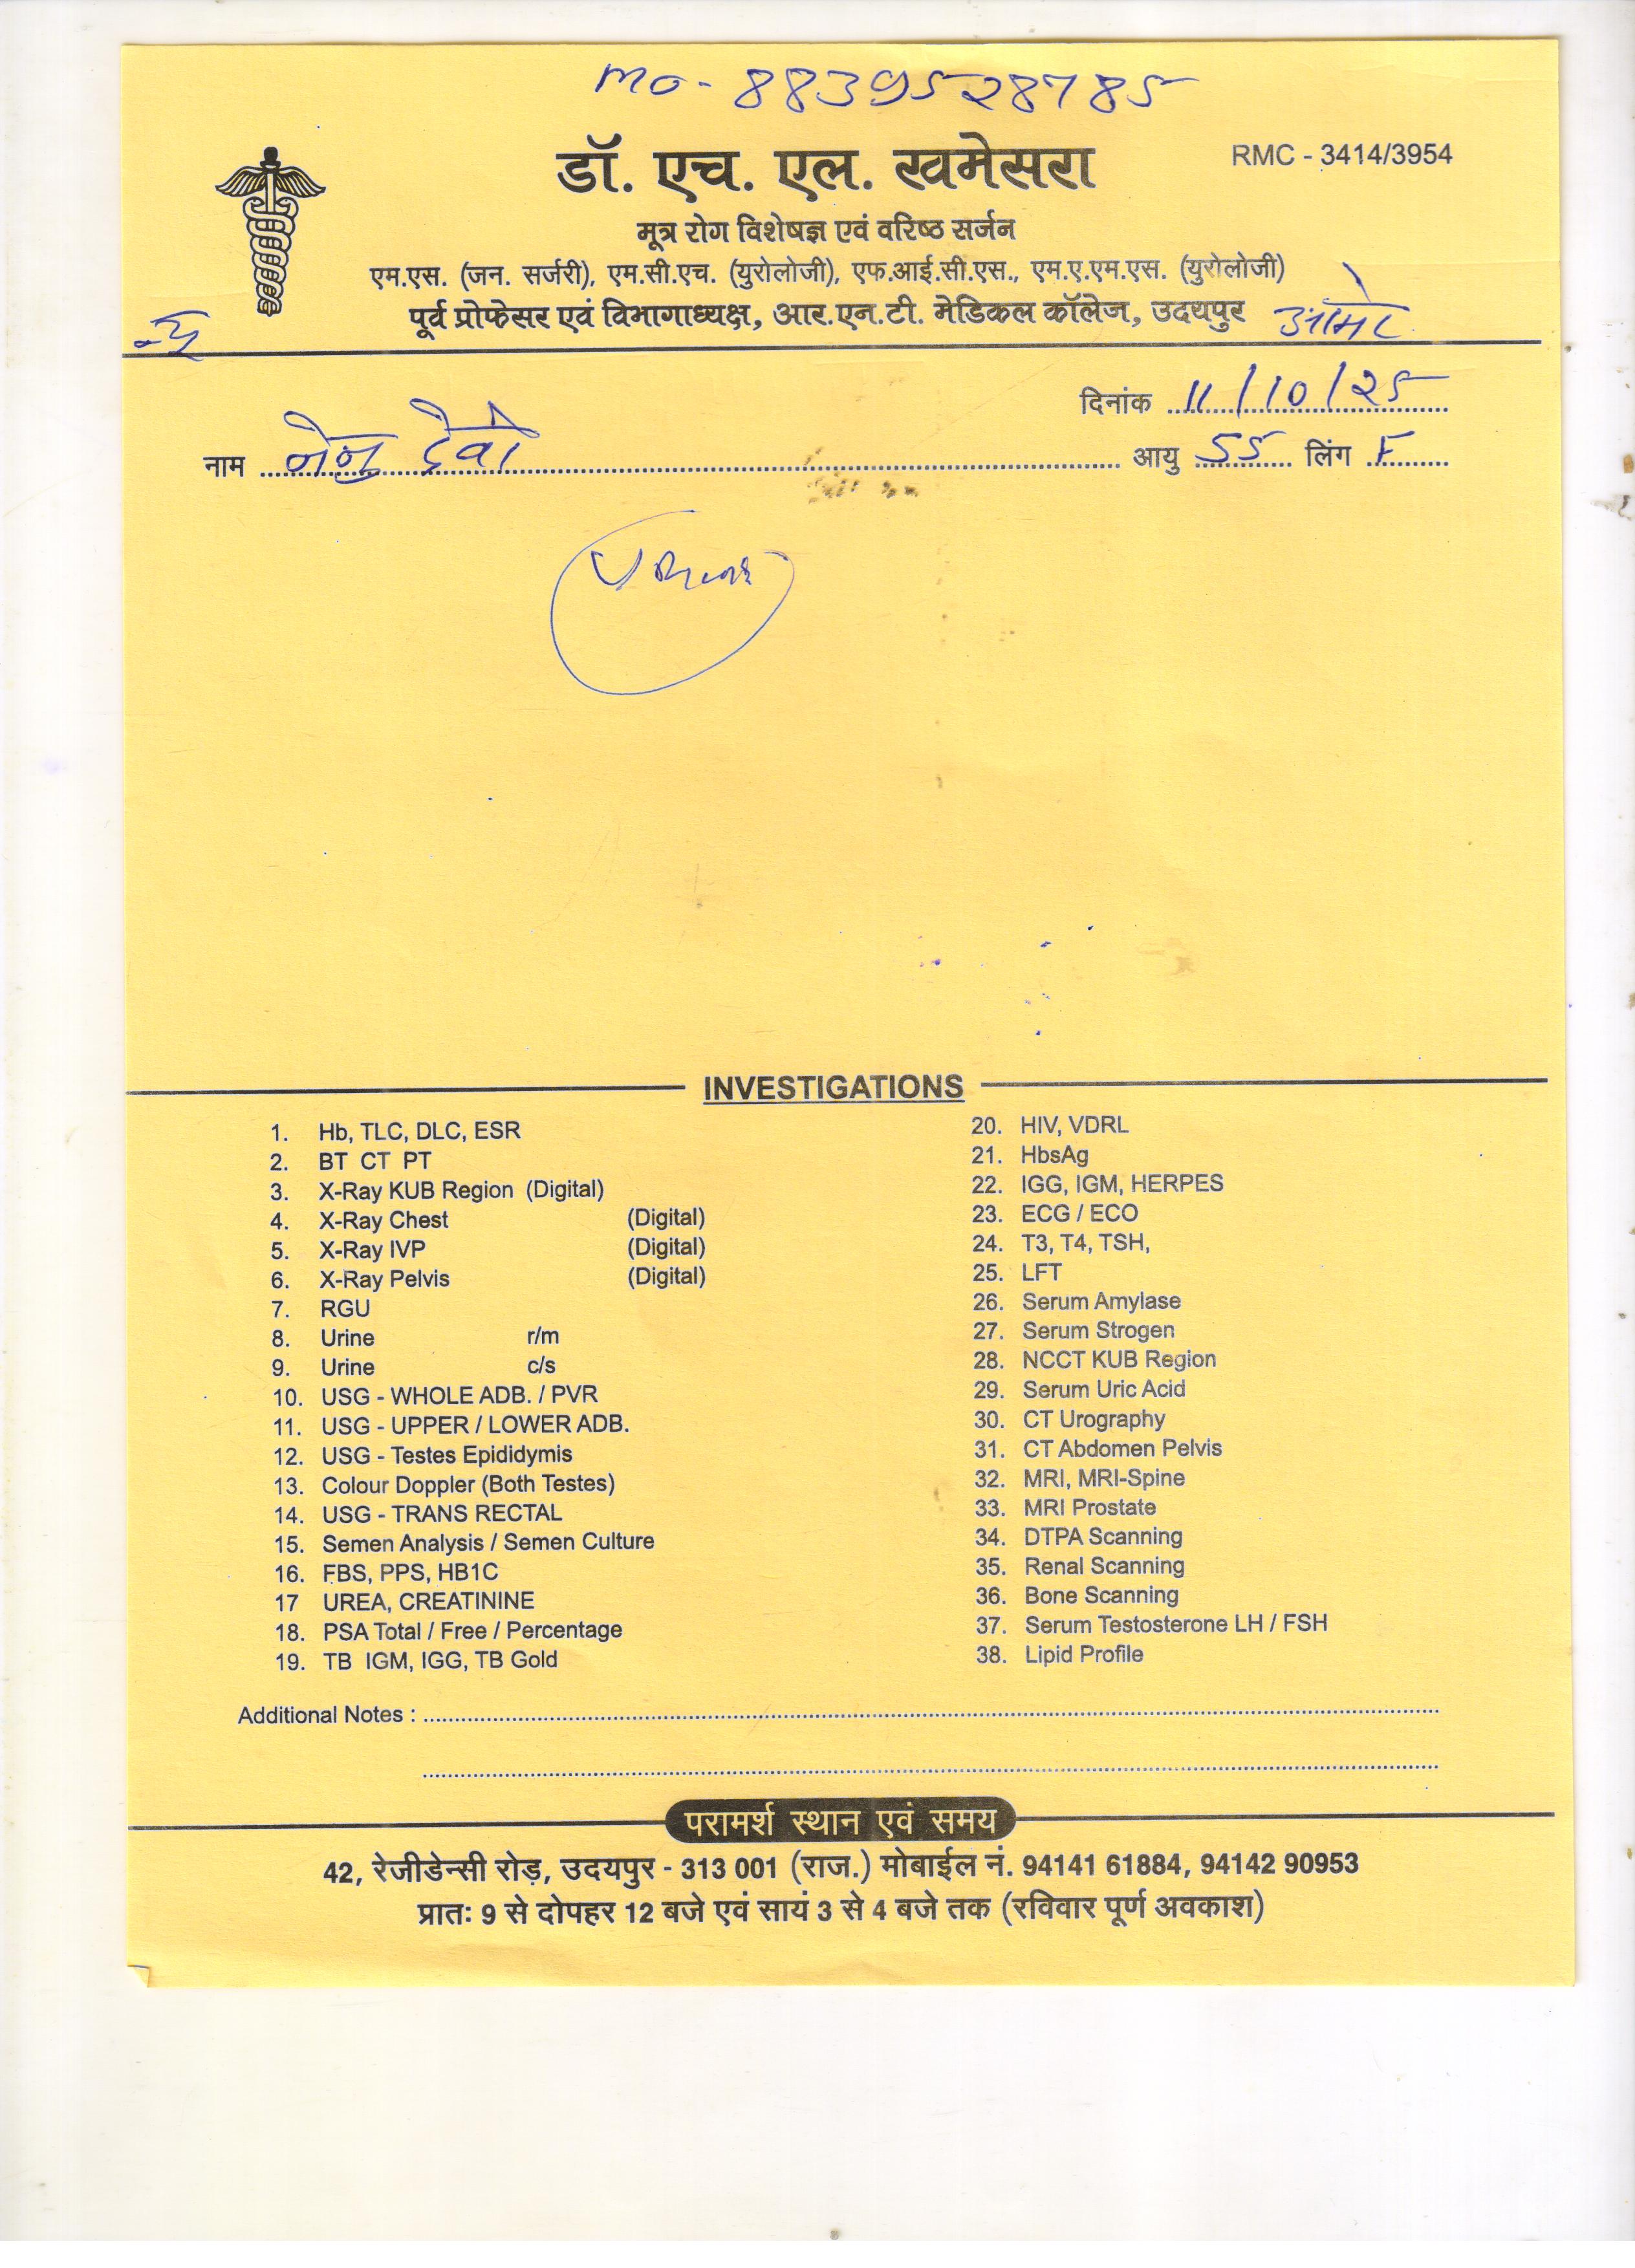 mo- 8839528785
डॉ. एच. एल. खमेसरा
RMC - 3414/3954
मूत्र रोग विशेषज्ञ एवं वरिष्ठ सर्जन
एम.एस. (जन. सर्जरी), एम.सी.एच. (युरोलोजी), एफ.आई.सी.एस., एम.ए.एम.एस. (युरोलोजी)
पूर्व प्रोफेसर एवं विभागाध्यक्ष, आर.एन.टी. मेडिकल कॉलेज, उदयपुर
दिनांक 11/10/25
नाम नेनु देवी आयु 55 लिंग F
INVESTIGATIONS
1. Hb, TLC, DLC, ESR
2. BT CT PT
3. X-Ray KUB Region (Digital)
4. X-Ray Chest (Digital)
5. X-Ray IVP (Digital)
6. X-Ray Pelvis (Digital)
7. RGU
8. Urine r/m
9. Urine c/s
10. USG - WHOLE ADB. / PVR
11. USG - UPPER / LOWER ADB.
12. USG - Testes Epididymis
13. Colour Doppler (Both Testes)
14. USG - TRANS RECTAL
15. Semen Analysis / Semen Culture
16. FBS, PPS, HB1C
17 UREA, CREATININE
18. PSA Total / Free / Percentage
19. TB IGM, IGG, TB Gold
20. HIV, VDRL
21. HbsAg
22. IGG, IGM, HERPES
23. ECG / ECO
24. T3, T4, TSH,
25. LFT
26. Serum Amylase
27. Serum Strogen
28. NCCT KUB Region
29. Serum Uric Acid
30. CT Urography
31. CT Abdomen Pelvis
32. MRI, MRI-Spine
33. MRI Prostate
34. DTPA Scanning
35. Renal Scanning
36. Bone Scanning
37. Serum Testosterone LH / FSH
38. Lipid Profile
Additional Notes :
परामर्श स्थान एवं समय
42, रेजीडेन्सी रोड़, उदयपुर - 313 001 (राज.) मोबाईल नं. 94141 61884, 94142 90953
प्रातः 9 से दोपहर 12 बजे एवं सायं 3 से 4 बजे तक (रविवार पूर्ण अवकाश)